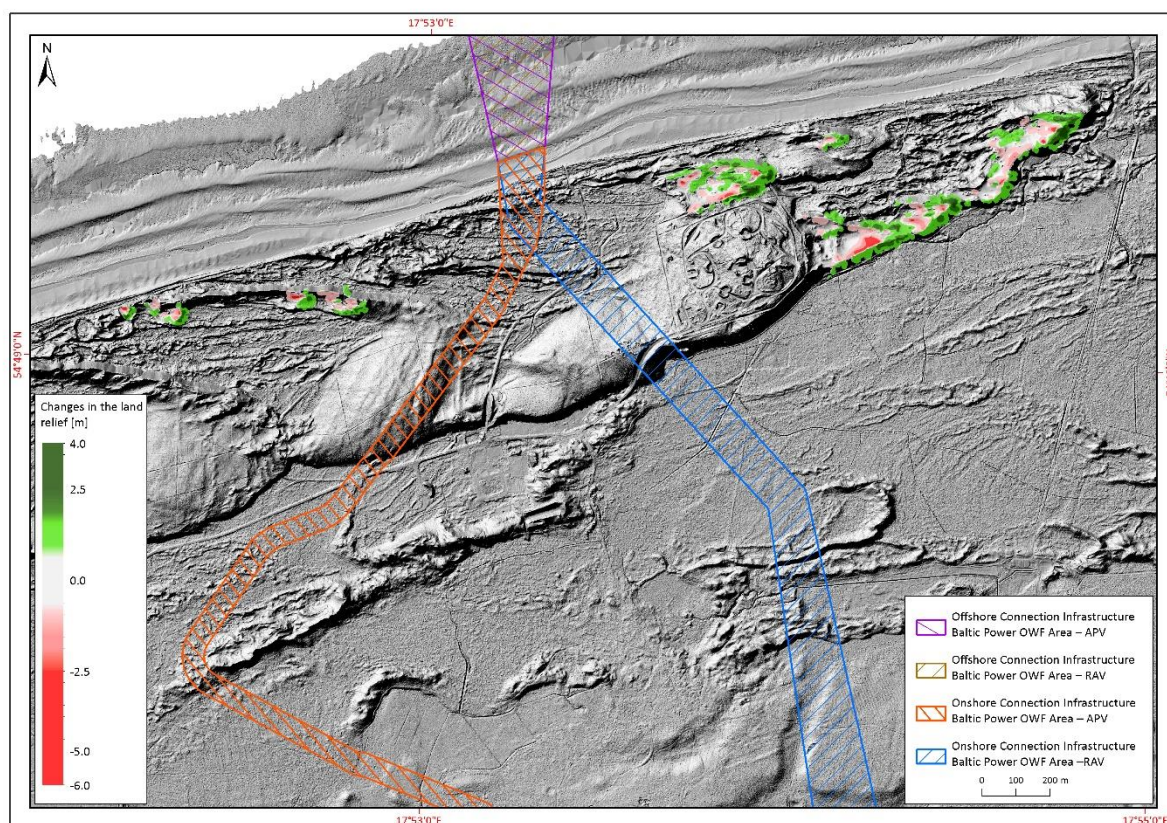 17°53'0"E
N
54°49'0"N
Changes in the land
relief [m]
4.0
2.5
0.0
-2.5
-5.0
-6.0
Offshore Connection Infrastructure
Baltic Power OWF Area – APV
Offshore Connection Infrastructure
Baltic Power OWF Area – RAV
Onshore Connection Infrastructure
Baltic Power OWF Area – APV
Onshore Connection Infrastructure
Baltic Power OWF Area –RAV
0 100 200 m
17°53'0"E
17°55'0"E